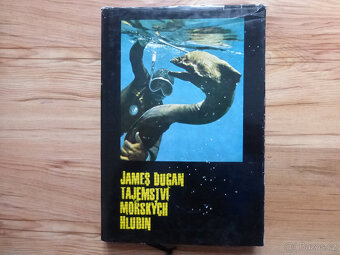 JAMES DUGAN
TAJEMSTVÍ
MOŘSKÝCH
HLUBIN